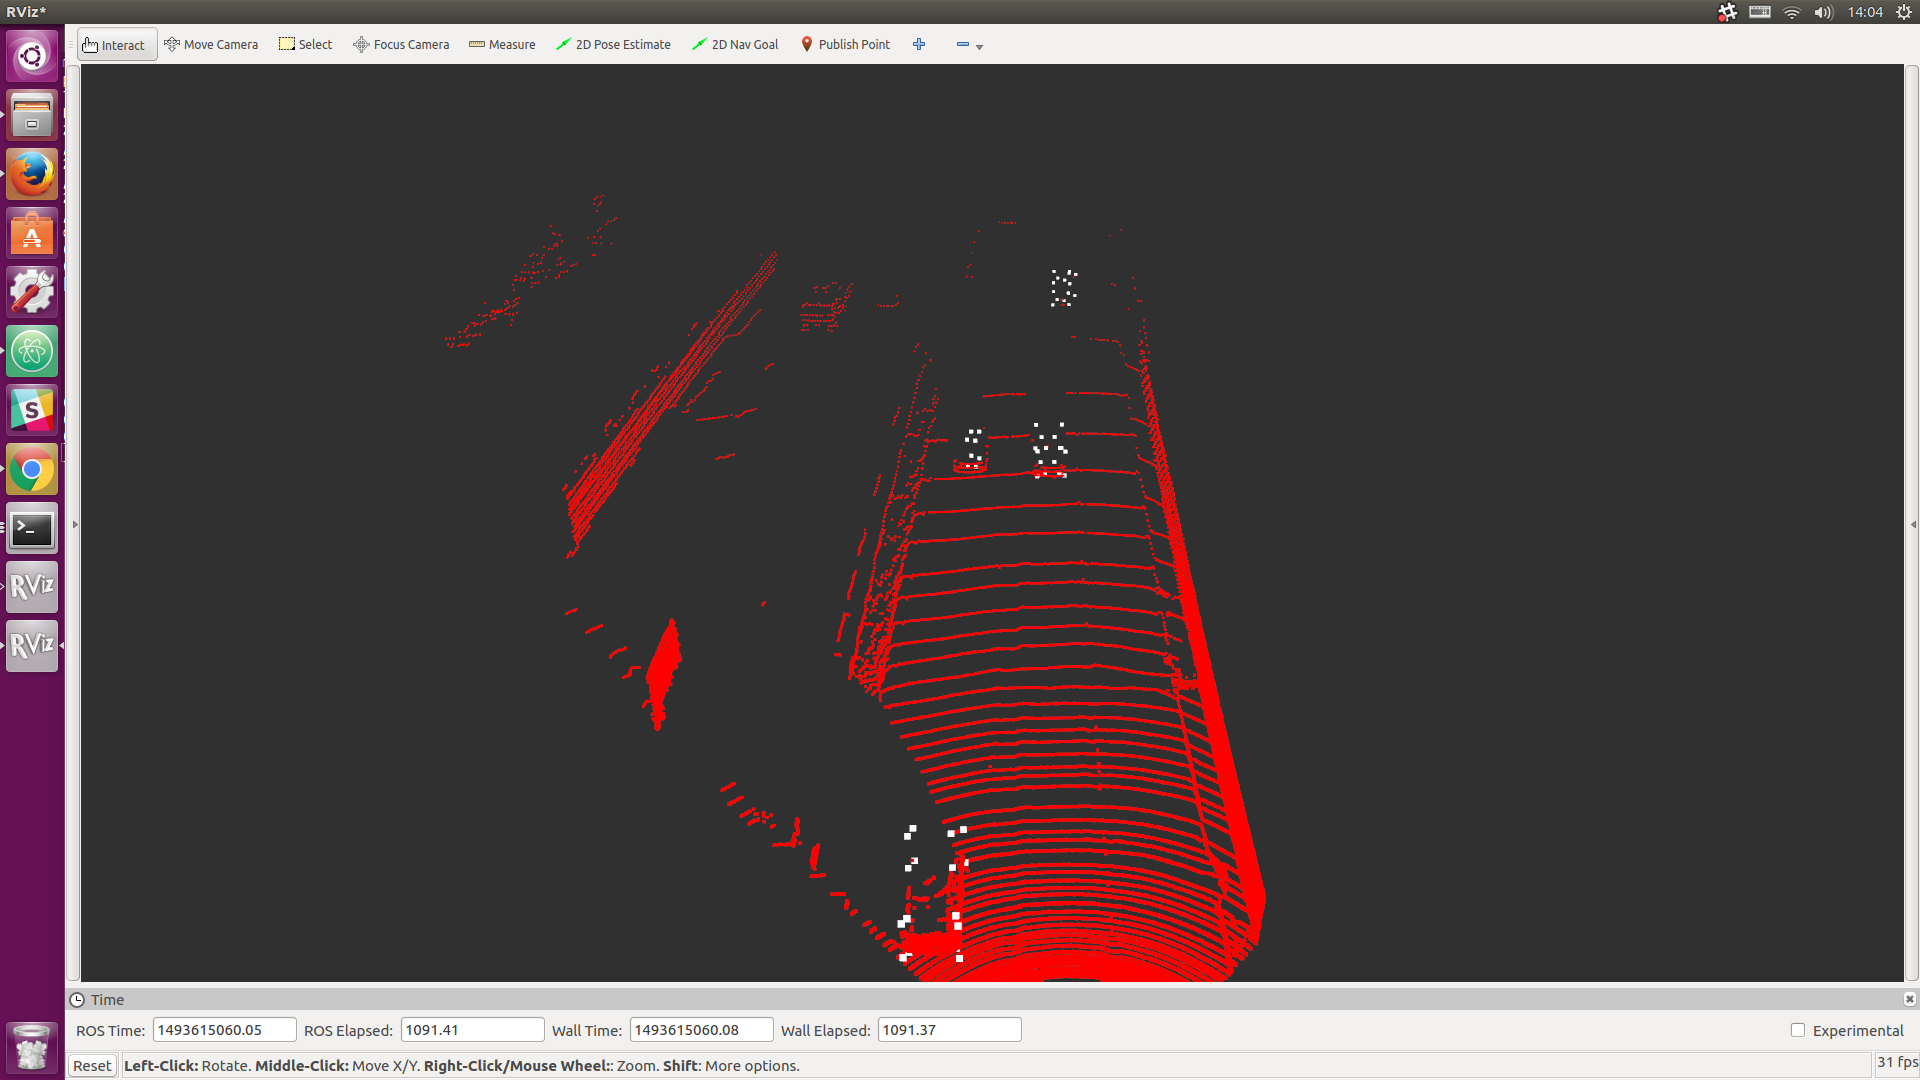 RViz*
14:04
Interact
Move Camera
Select
Focus Camera
Measure
2D Pose Estimate
2D Nav Goal
Publish Point
A
S
>_
RViz
RViz
Time
ROS Time: 1493615060.05 ROS Elapsed: 1091.41 Wall Time: 1493615060.08 Wall Elapsed: 1091.37 Experimental
Reset Left-Click: Rotate. Middle-Click: Move X/Y. Right-Click/Mouse Wheel:: Zoom. Shift: More options. 31 fps